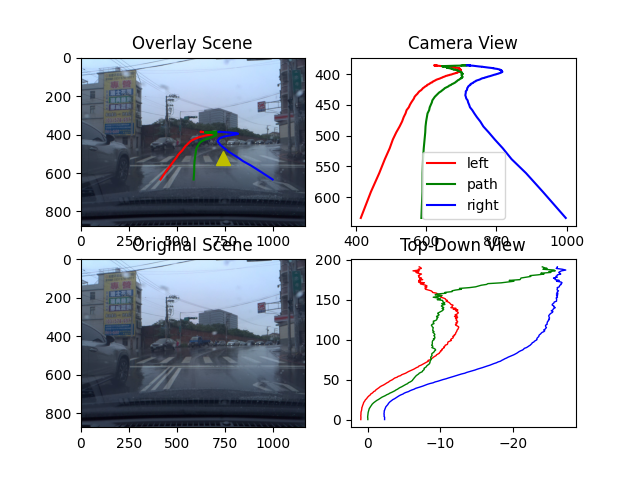 Overlay Scene
0
200
400
600
800
0 250 500 750 1000
Camera View
400
450
500
550
600
400 600 800 1000
left
path
right
Original Scene
0
200
400
600
800
0 250 500 750 1000
Top-Down View
200
150
100
50
0
0 −10 −20